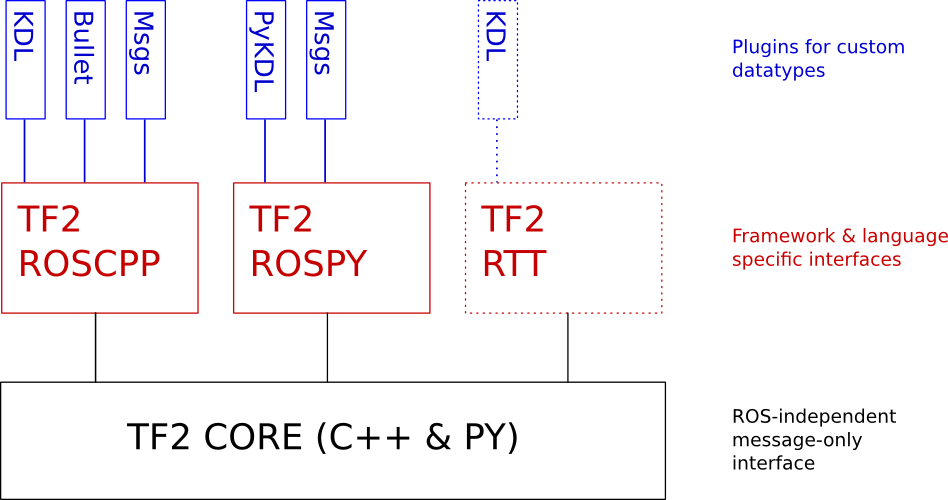 KDL
Bullet
Msgs
PyKDL
Msgs
KDL
Plugins for custom
datatypes
TF2
ROSCPP
TF2
ROSPY
TF2
RTT
Framework & language
specific interfaces
TF2 CORE (C++ & PY)
ROS-independent
message-only
interface